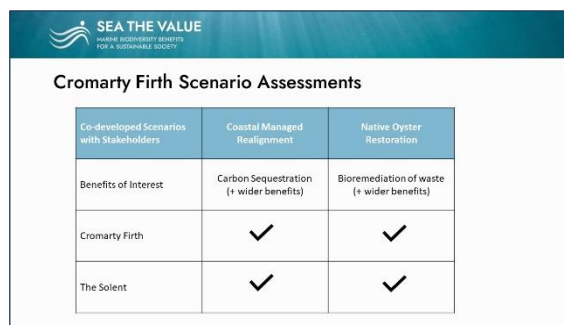 SEA THE VALUE
MARINE BIODIVERSITY BENEFITS
FOR A SUSTAINABLE SOCIETY
Cromarty Firth Scenario Assessments
Co-developed Scenarios with Stakeholders
Coastal Managed Realignment
Native Oyster Restoration
Benefits of Interest
Carbon Sequestration (+ wider benefits)
Bioremediation of waste (+ wider benefits)
Cromarty Firth
✓
✓
The Solent
✓
✓